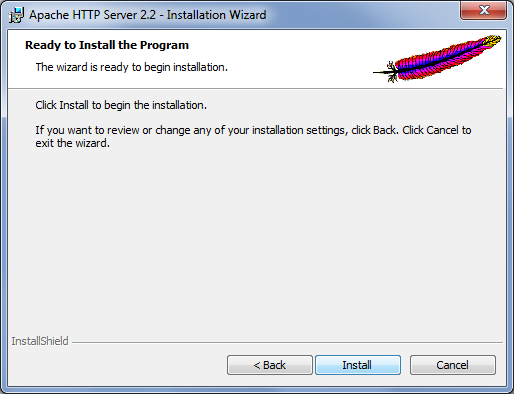 Apache HTTP Server 2.2 - Installation Wizard
Ready to Install the Program
The wizard is ready to begin installation.
Click Install to begin the installation.
If you want to review or change any of your installation settings, click Back. Click Cancel to
exit the wizard.
InstallShield
< Back Install Cancel